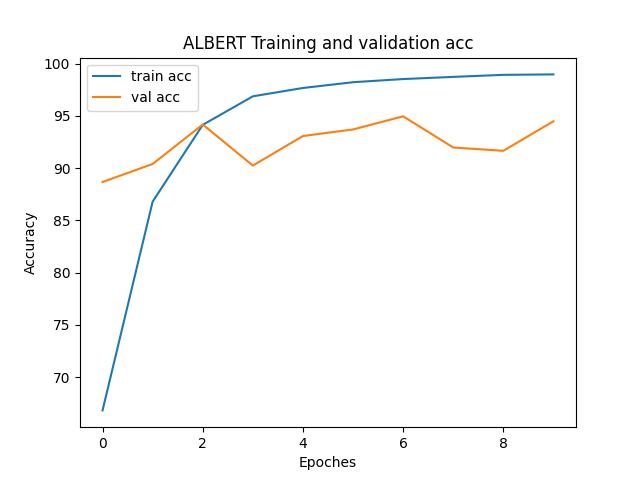 ALBERT Training and validation acc
train acc
val acc
Accuracy
100
95
90
85
80
75
70
0 2 4 6 8
Epoches